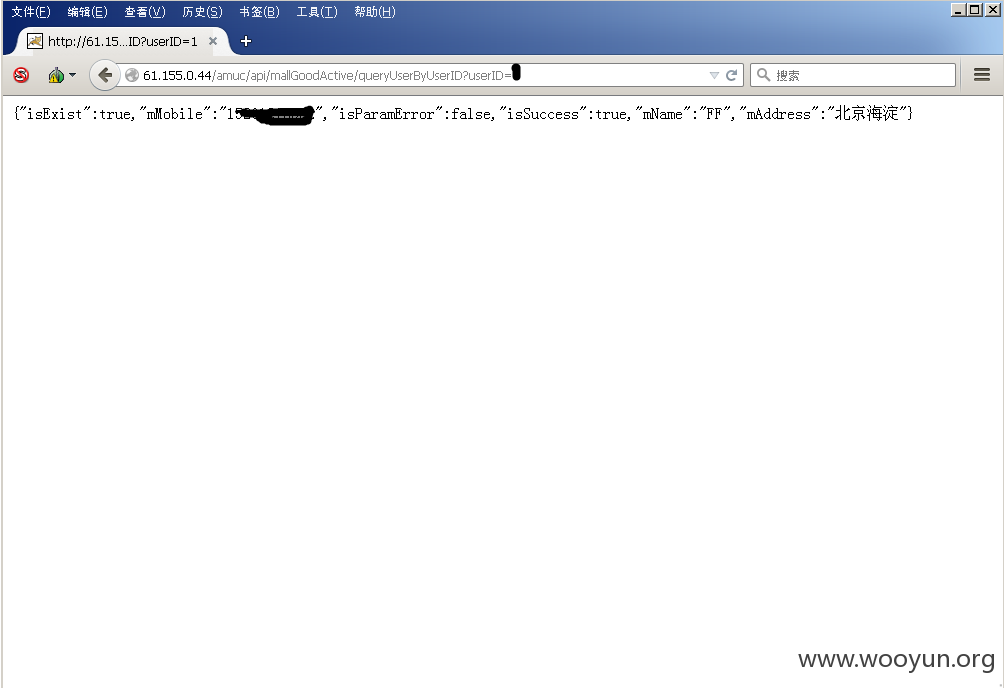 文件(F) 编辑(E) 查看(V) 历史(S) 书签(B) 工具(T) 帮助(H)
http://61.15...ID?userID=1
61.155.0.44/amuc/api/mallGoodActive/queryUserByUserID?userID=
搜索
{"isExist":true,"mMobile":"15 2","isParamError":false,"isSuccess":true,"mName":"FF","mAddress":"北京海淀"}
www.wooyun.org